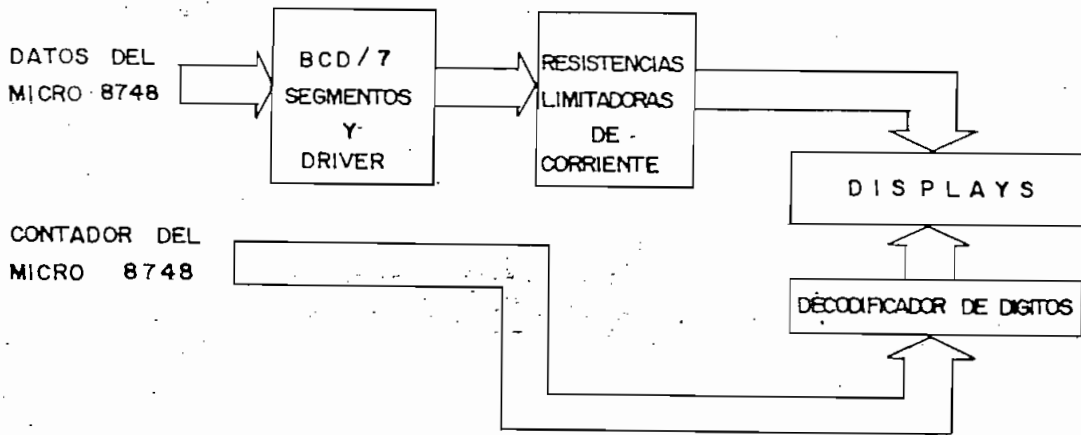 DATOS DEL
MICRO 8748
BCD/7
SEGMENTOS
Y
DRIVER
RESISTENCIAS
LIMITADORAS
DE
CORRIENTE
DISPLAYS
CONTADOR DEL
MICRO 8748
DECODIFICADOR DE DIGITOS